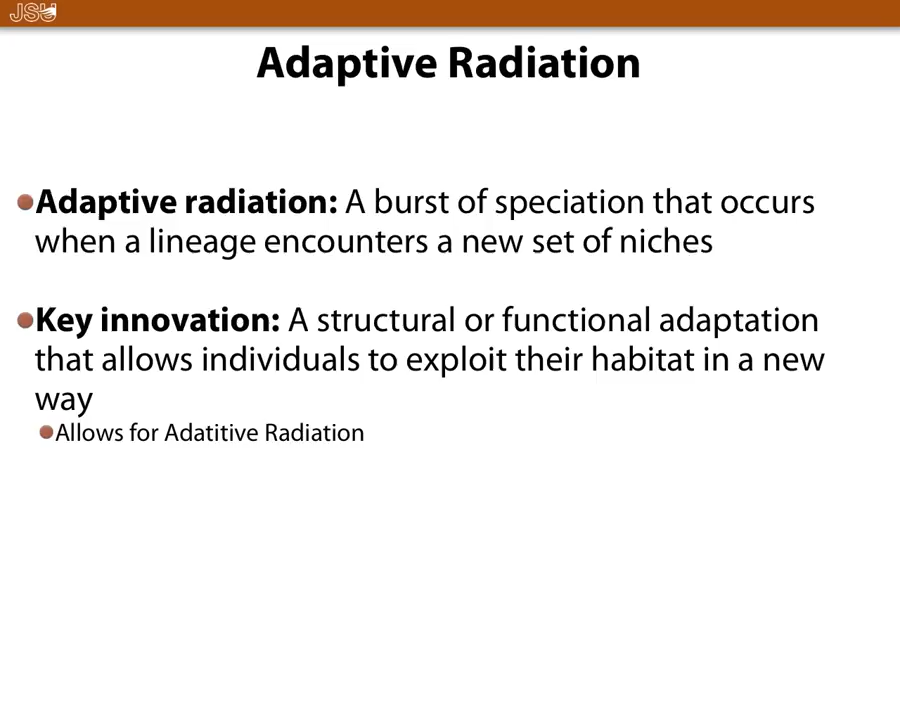 JSU
Adaptive Radiation
Adaptive radiation: A burst of speciation that occurs
when a lineage encounters a new set of niches
Key innovation: A structural or functional adaptation
that allows individuals to exploit their habitat in a new
way
Allows for Adatitive Radiation